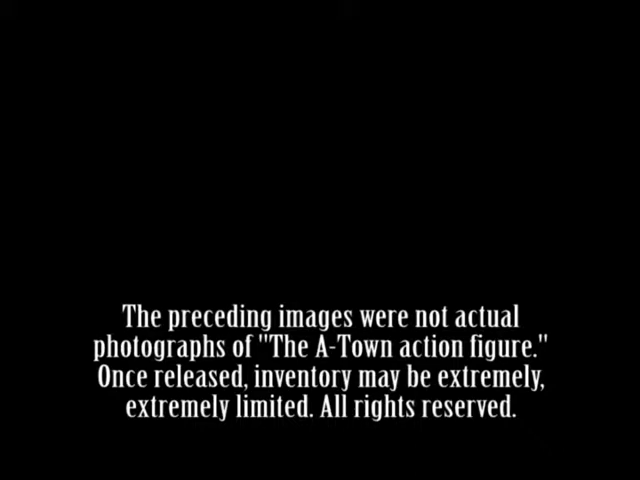 The preceding images were not actual
photographs of "The A-Town action figure."
Once released, inventory may be extremely,
extremely limited. All rights reserved.